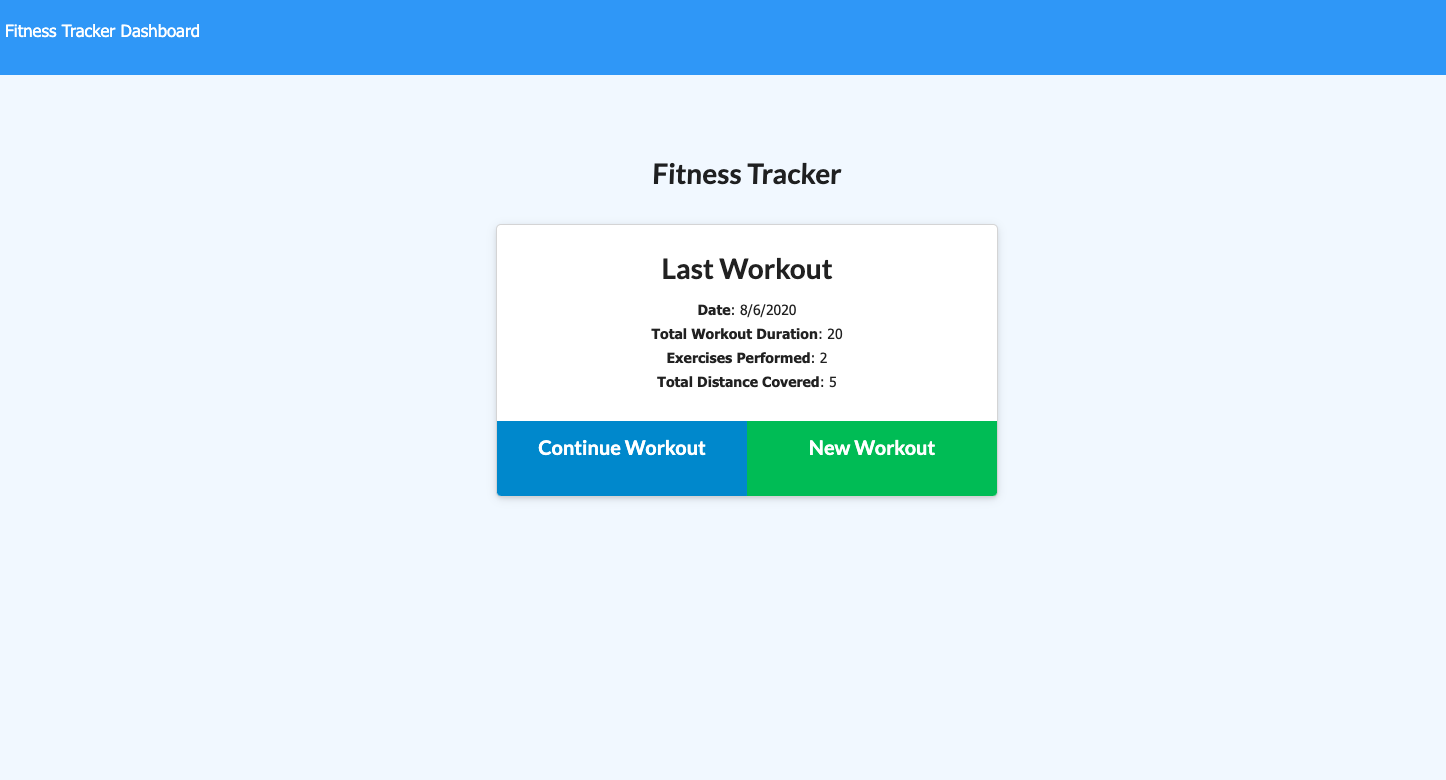 Fitness Tracker Dashboard
Fitness Tracker
Last Workout
Date: 8/6/2020
Total Workout Duration: 20
Exercises Performed: 2
Total Distance Covered: 5
Continue Workout New Workout